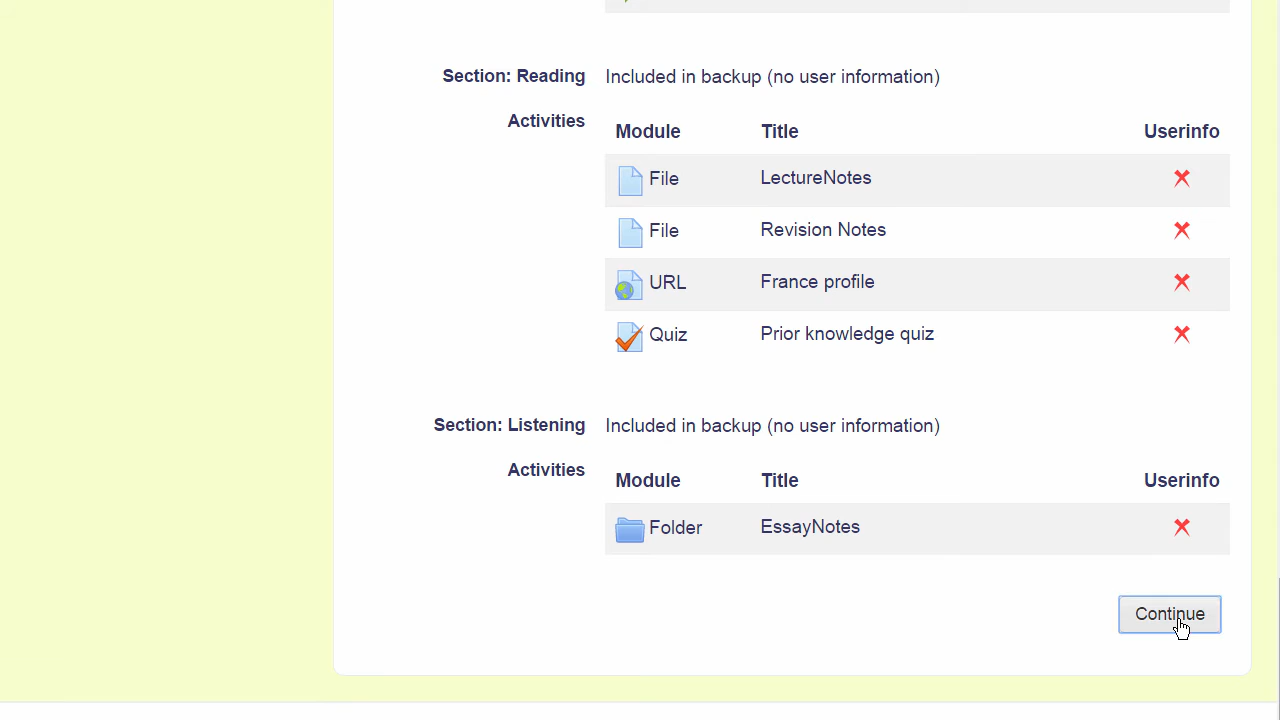 Section: Reading Included in backup (no user information)
Activities
Module Title Userinfo
File LectureNotes
File Revision Notes
URL France profile
Quiz Prior knowledge quiz
Section: Listening Included in backup (no user information)
Activities
Module Title Userinfo
Folder EssayNotes
Continue